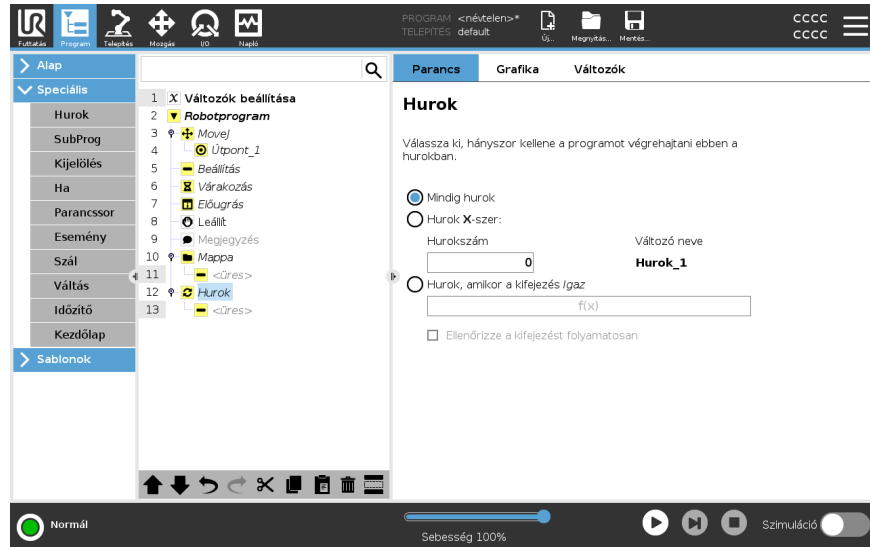 PROGRAM <névtelen>*
TELEPÍTÉS default
Futtatás Program Telepítés Mozgás I/O Napló
Új... Megnyitás... Mentés...
CCCC
CCCC
Alap
Speciális
Hurok
SubProg
Kijelölés
Ha
Parancssor
Esemény
Szál
Váltás
Időzítő
Kezdőlap
Sablonok
1 X Változók beállítása
2 Robotprogram
3 MoveJ
4 Útpont_1
5 Beállítás
6 Várakozás
7 Előugrás
8 Leállít
9 Megjegyzés
10 Mappa
11 <üres>
12 Hurok
13 <üres>
Parancs Grafika Változók
Hurok
Válassza ki, hányszor kellene a programot végrehajtani ebben a
hurokban.
Mindig hurok
Hurok X-szer:
Hurokszám Változó neve
0 Hurok_1
Hurok, amikor a kifejezés Igaz
f(x)
Ellenőrizze a kifejezést folyamatosan
Normál
Sebesség 100%
Szimuláció